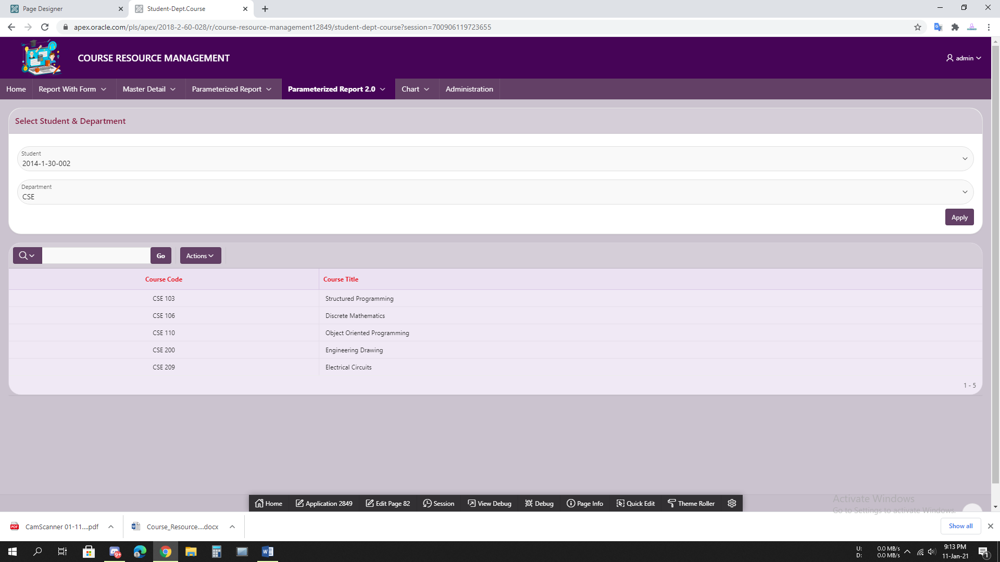 Page Designer
Student-Dept.Course
apex.oracle.com/pls/apex/2018-2-60-028/r/course-resource-management12849/student-dept-course?session=700906119723655
COURSE RESOURCE MANAGEMENT
admin
Home Report With Form Master Detail Parameterized Report Parameterized Report 2.0 Chart Administration
Select Student & Department
Student
2014-1-30-002
Department
CSE
Apply
Go Actions
Course Code Course Title
CSE 103 Structured Programming
CSE 106 Discrete Mathematics
CSE 110 Object Oriented Programming
CSE 200 Engineering Drawing
CSE 209 Electrical Circuits
1 - 5
Activate Windows
Go to Settings to activate Windows.
Home Application 2849 Edit Page 82 Session View Debug Debug Page Info Quick Edit Theme Roller
PDF CamScanner 01-11....pdf Course_Resource....docx Show all
9+
U: 0.0 MB/s
D: 0.0 MB/s
9:13 PM
11-Jan-21
1